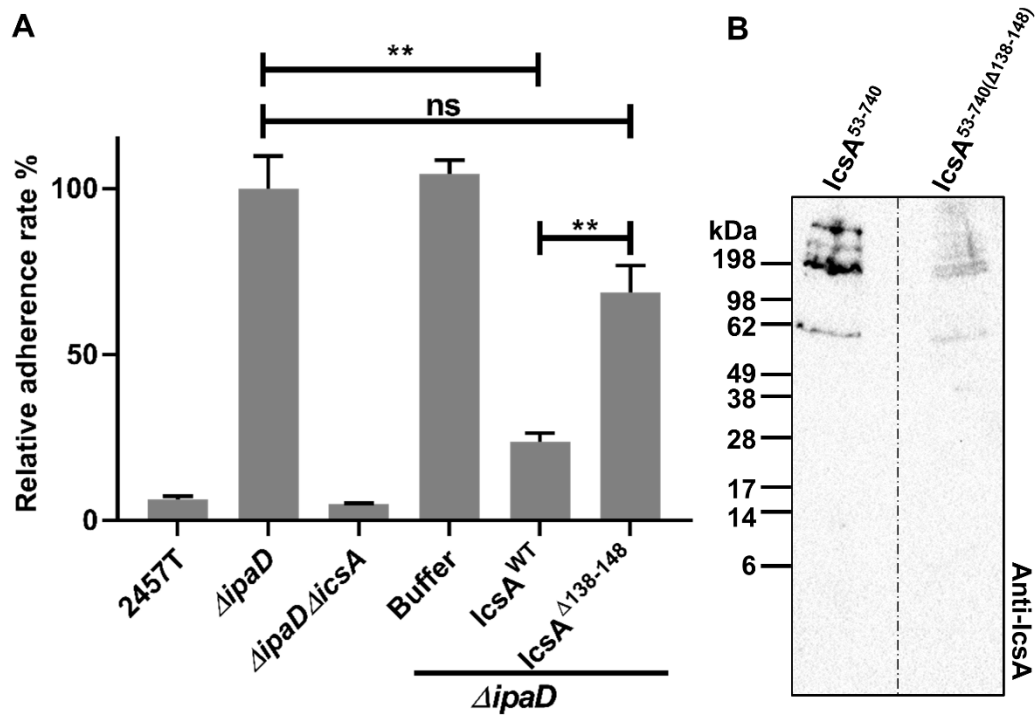 A
**
ns
**
Relative adherence rate %
100
50
0
2457T
ΔipaD
ΔipaDΔicsA
Buffer
IcsA^WT
IcsA^Δ138-148
ΔipaD
B
IcsA^53-740
IcsA^53-740(Δ138-148)
kDa
198
98
62
49
38
28
17
14
6
Anti-IcsA